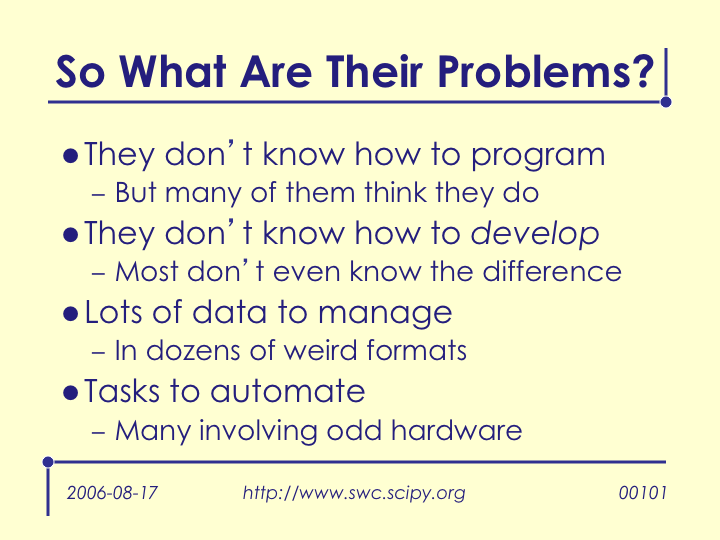 So What Are Their Problems?
●They don’t know how to program
– But many of them think they do
●They don’t know how to develop
– Most don’t even know the difference
●Lots of data to manage
– In dozens of weird formats
●Tasks to automate
– Many involving odd hardware
2006-08-17 http://www.swc.scipy.org 00101